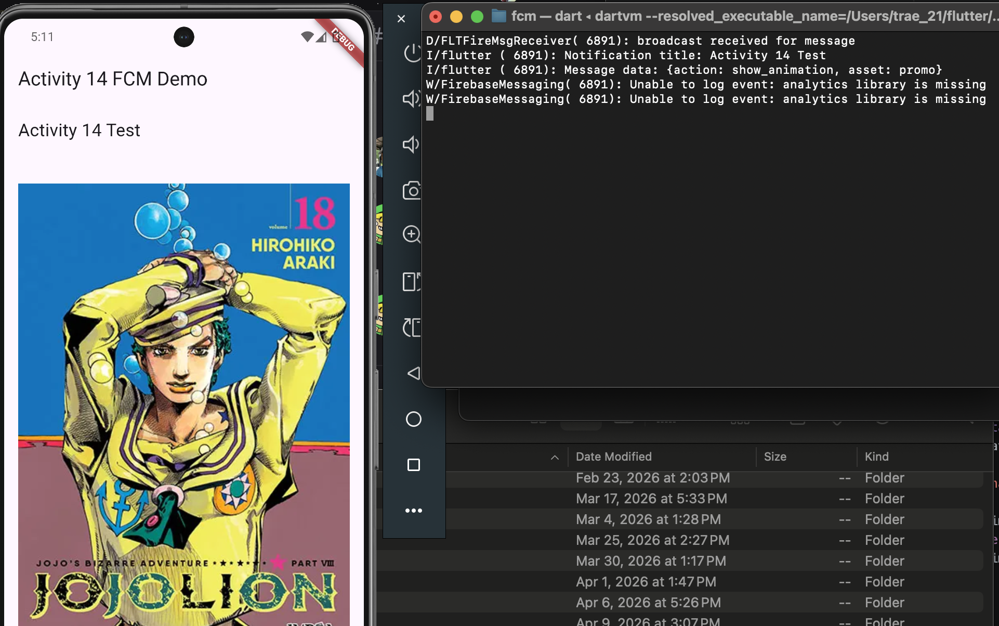 5:11
DEBUG
Activity 14 FCM Demo
Activity 14 Test
volume 18
HIROHIKO
ARAKI
JOJO'S BIZARRE ADVENTURE PART VIII
JOJOLION
fcm — dart ◂ dartvm --resolved_executable_name=/Users/trae_21/flutter/...
D/FLTFireMsgReceiver( 6891): broadcast received for message
I/flutter ( 6891): Notification title: Activity 14 Test
I/flutter ( 6891): Message data: {action: show_animation, asset: promo}
W/FirebaseMessaging( 6891): Unable to log event: analytics library is missing
W/FirebaseMessaging( 6891): Unable to log event: analytics library is missing
Date Modified Size Kind
Feb 23, 2026 at 2:03 PM -- Folder
Mar 17, 2026 at 5:33 PM -- Folder
Mar 4, 2026 at 1:28 PM -- Folder
Mar 25, 2026 at 2:27 PM -- Folder
Mar 30, 2026 at 1:17 PM -- Folder
Apr 1, 2026 at 1:47 PM -- Folder
Apr 6, 2026 at 5:26 PM -- Folder
Apr 9, 2026 at 3:07 PM -- Folder